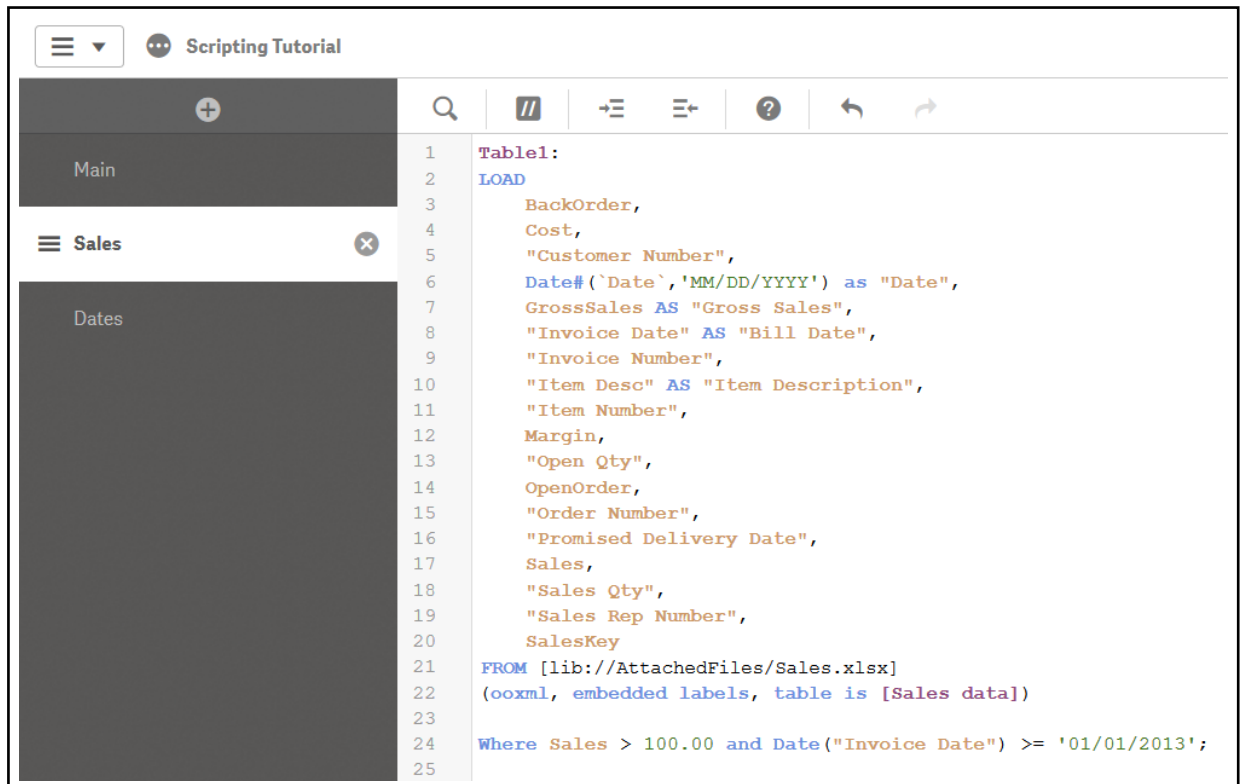 Scripting Tutorial
Main
Sales
Dates
1 Table1:
2 LOAD
3 BackOrder,
4 Cost,
5 "Customer Number",
6 Date#(`Date`,'MM/DD/YYYY') as "Date",
7 GrossSales AS "Gross Sales",
8 "Invoice Date" AS "Bill Date",
9 "Invoice Number",
10 "Item Desc" AS "Item Description",
11 "Item Number",
12 Margin,
13 "Open Qty",
14 OpenOrder,
15 "Order Number",
16 "Promised Delivery Date",
17 Sales,
18 "Sales Qty",
19 "Sales Rep Number",
20 SalesKey
21 FROM [lib://AttachedFiles/Sales.xlsx]
22 (ooxml, embedded labels, table is [Sales data])
23
24 Where Sales > 100.00 and Date("Invoice Date") >= '01/01/2013';
25